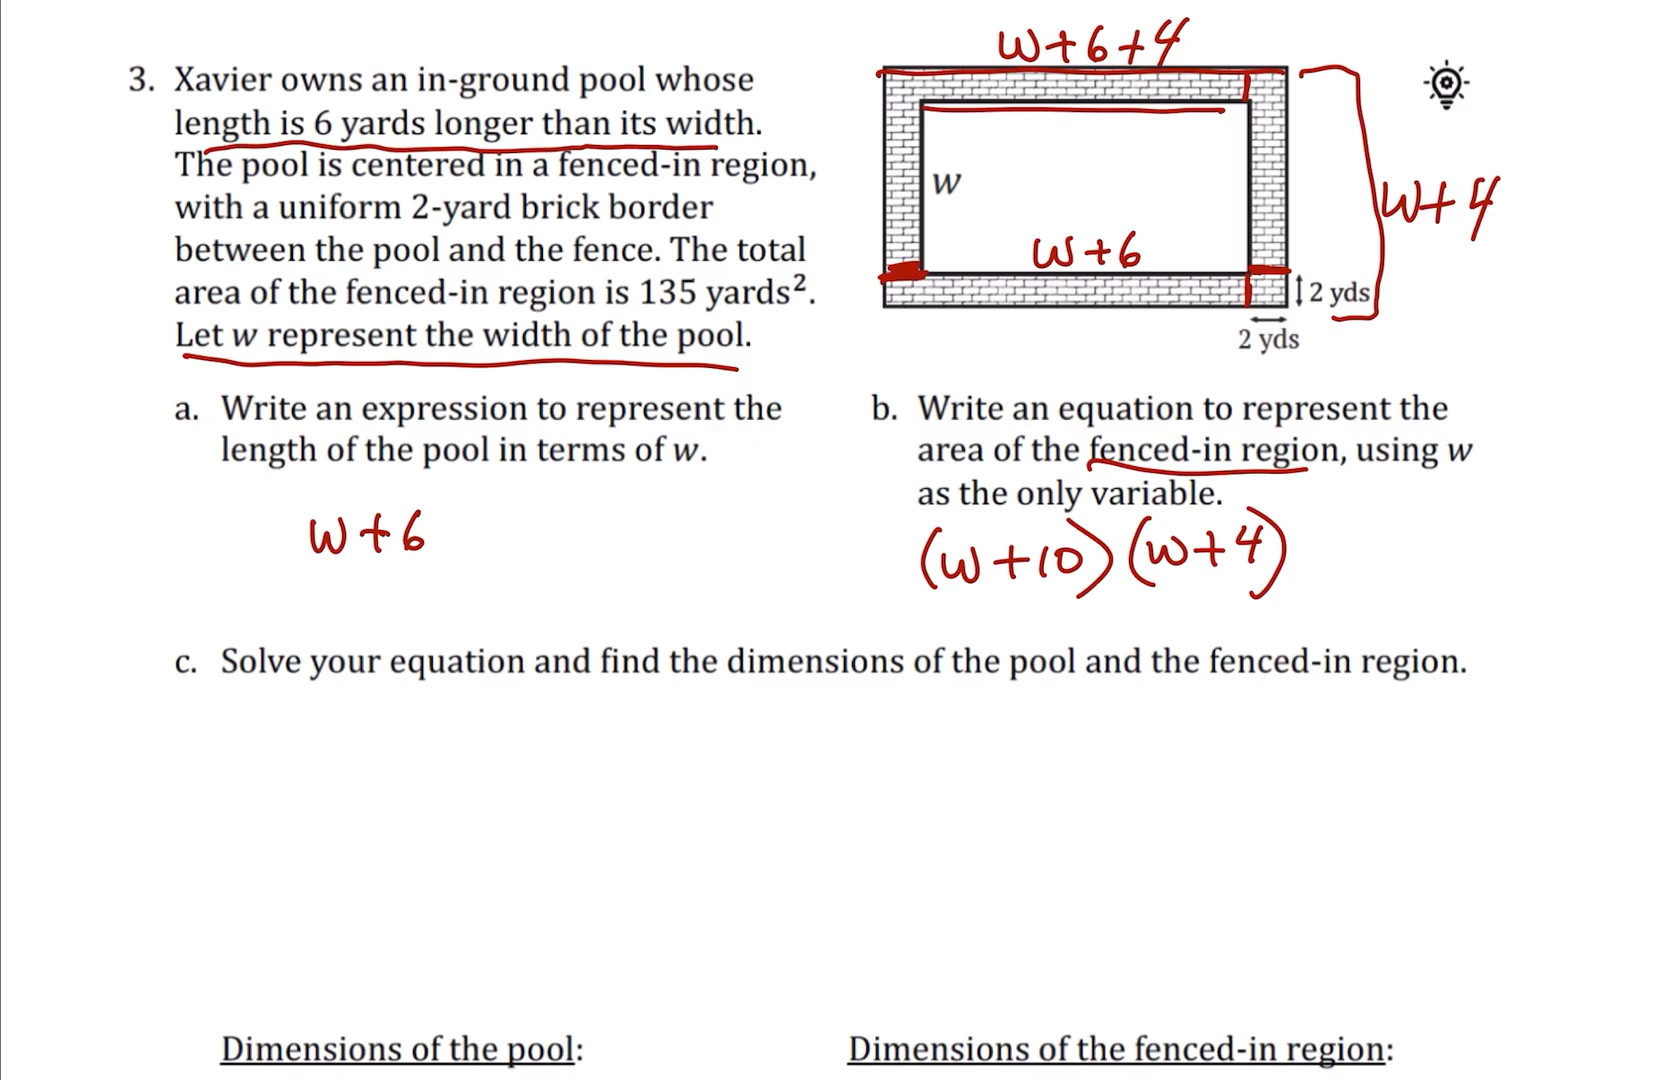 w+6+4
3. Xavier owns an in-ground pool whose
length is 6 yards longer than its width.
The pool is centered in a fenced-in region,
with a uniform 2-yard brick border
between the pool and the fence. The total
area of the fenced-in region is 135 yards².
Let w represent the width of the pool.
w
w+6
w+4
2 yds
2 yds
a. Write an expression to represent the
length of the pool in terms of w.
w+6
b. Write an equation to represent the
area of the fenced-in region, using w
as the only variable.
(w+10)(w+4)
c. Solve your equation and find the dimensions of the pool and the fenced-in region.
Dimensions of the pool:
Dimensions of the fenced-in region: